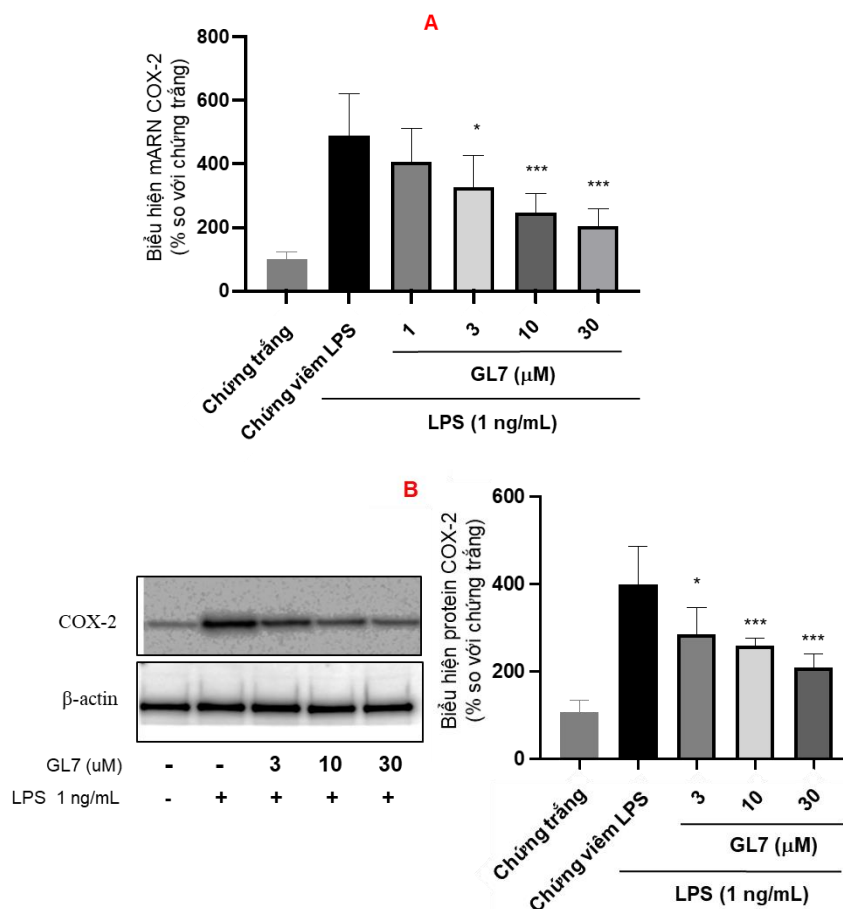 A
Biểu hiện mARN COX-2
(% so với chứng trắng)
800
600
400
200
0
*
***
***
Chứng trắng
Chứng viêm LPS
1
3
10
30
GL7 (μM)
LPS (1 ng/mL)
B
COX-2
β-actin
GL7 (uM)
-
-
3
10
30
LPS 1 ng/mL
-
+
+
+
+
Biểu hiện protein COX-2
(% so với chứng trắng)
600
400
200
0
*
***
***
Chứng trắng
Chứng viêm LPS
3
10
30
GL7 (μM)
LPS (1 ng/mL)